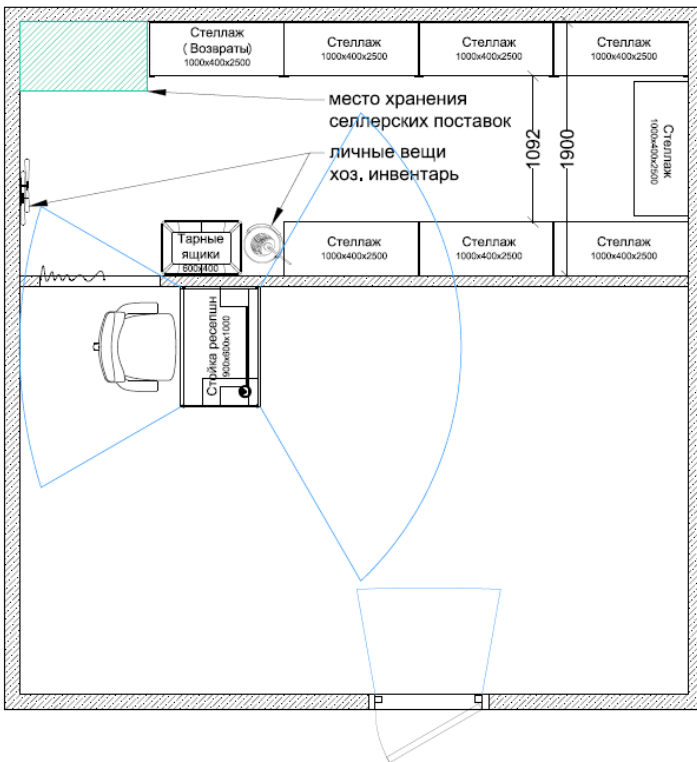 Стеллаж
( Возвраты)
1000x400x2500
Стеллаж
1000x400x2500
Стеллаж
1000x400x2500
Стеллаж
1000x400x2500
место хранения
селлерских поставок
личные вещи
хоз. инвентарь
1092
1900
Стеллаж
1000x400x2500
Тарные
ящики
600x400
Стеллаж
1000x400x2500
Стеллаж
1000x400x2500
Стеллаж
1000x400x2500
Стойка ресепшн
900x600x1000